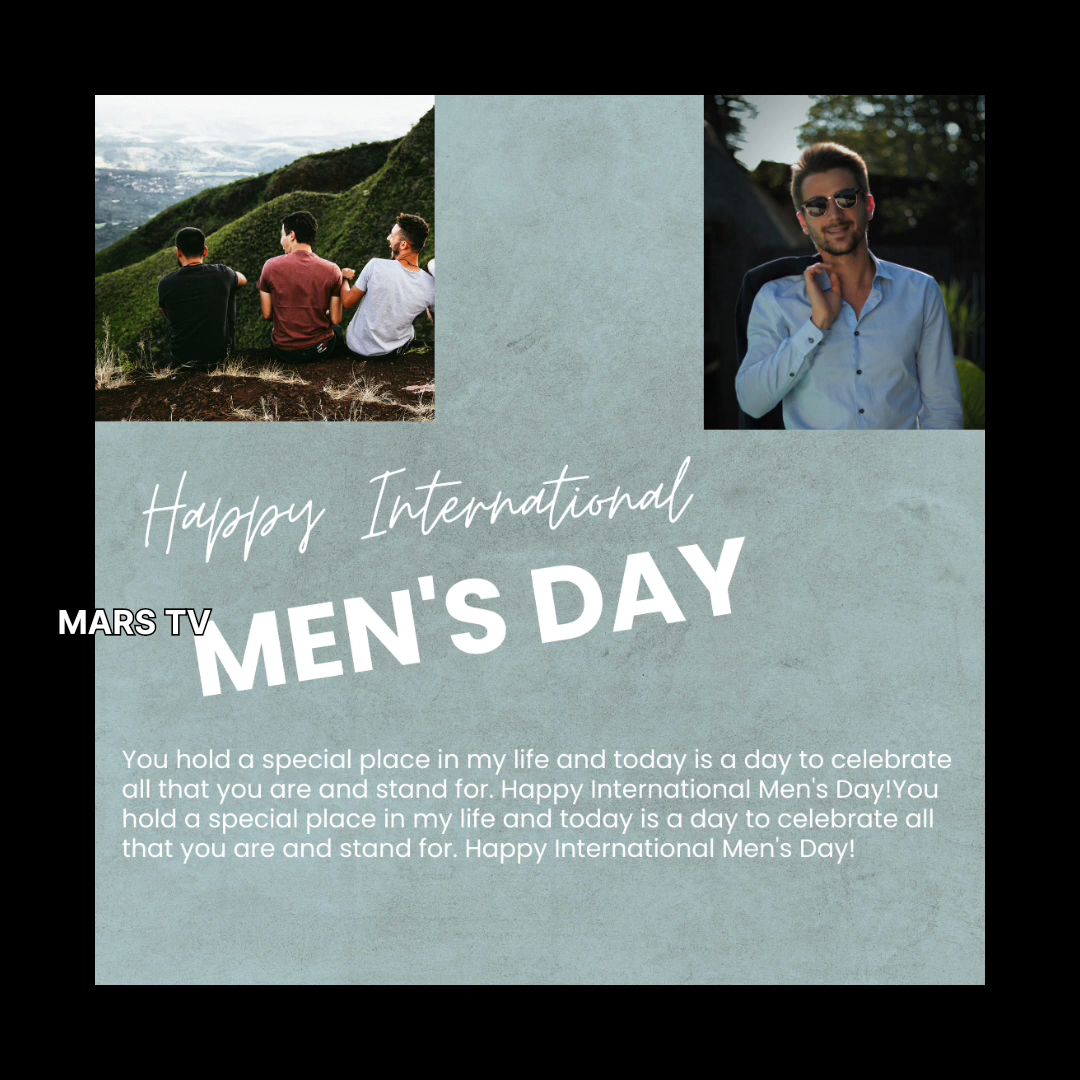 Happy International
MEN'S DAY
MARS TV
You hold a special place in my life and today is a day to celebrate
all that you are and stand for. Happy International Men's Day!You
hold a special place in my life and today is a day to celebrate all
that you are and stand for. Happy International Men's Day!